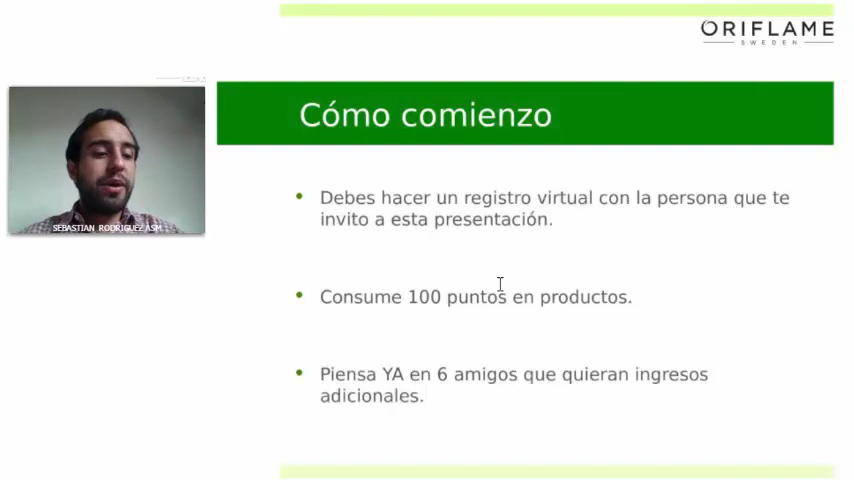 ORIFLAME
SWEDEN
Cómo comienzo
SEBASTIAN RODRIGUEZ ASM
• Debes hacer un registro virtual con la persona que te
invito a esta presentación.
• Consume 100 puntos en productos.
• Piensa YA en 6 amigos que quieran ingresos
adicionales.